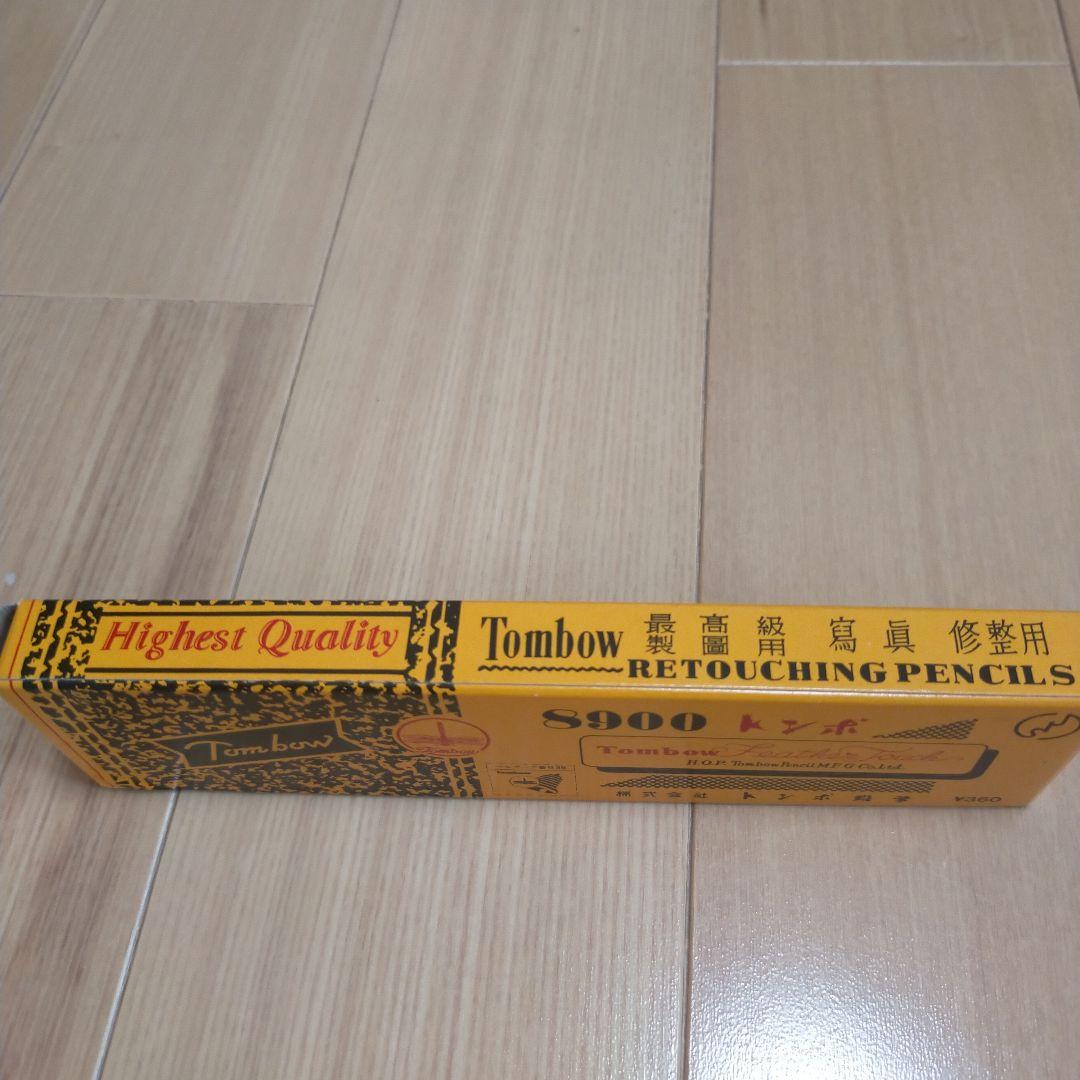 Highest Quality
Tombow
最高級 寫眞 修整用
製圖用
RETOUCHING PENCILS
Tombow
Tombow
8900 トンボ
Tombow
H.O.P. Tombow Pencil M.F.G Co. Ltd.
株式会社 トンボ鉛筆
¥360